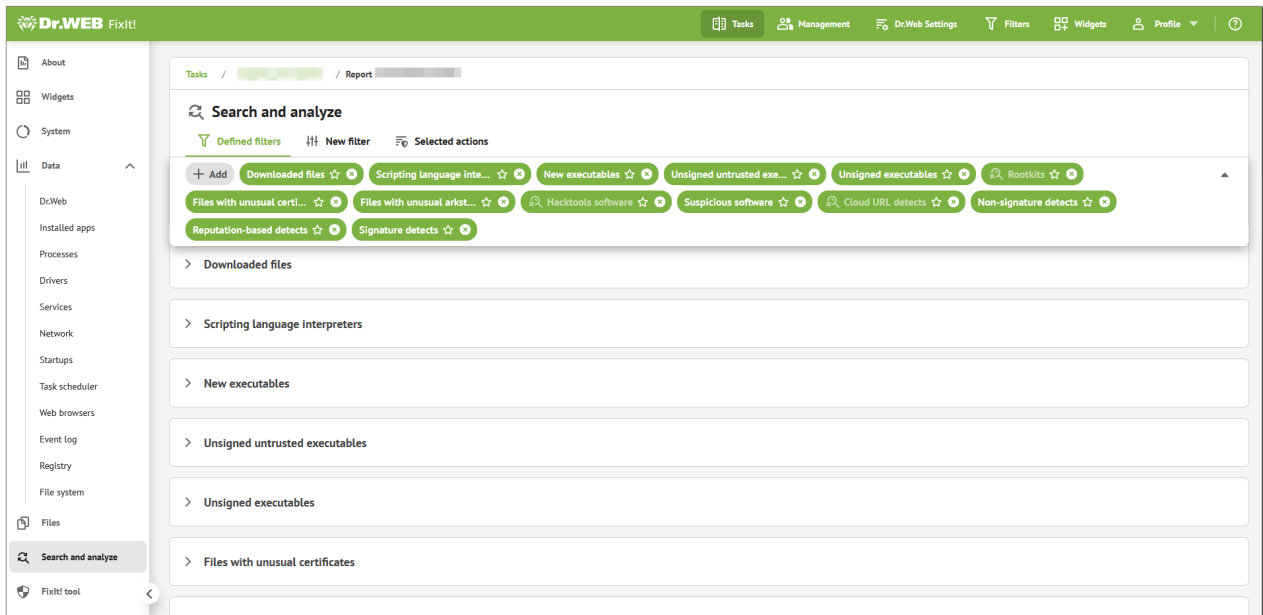 Dr.WEB FixIt!
Tasks Management Dr.Web Settings Filters Widgets Profile
About
Widgets
System
Data
Dr.Web
Installed apps
Processes
Drivers
Services
Network
Startups
Task scheduler
Web browsers
Event log
Registry
File system
Files
Search and analyze
FixIt! tool
Tasks / / Report
Search and analyze
Defined filters New filter Selected actions
+ Add Downloaded files Scripting language inte... New executables Unsigned untrusted exe... Unsigned executables Rootkits
Files with unusual certi... Files with unusual arkst... Hacktools software Suspicious software Cloud URL detects Non-signature detects
Reputation-based detects Signature detects
Downloaded files
Scripting language interpreters
New executables
Unsigned untrusted executables
Unsigned executables
Files with unusual certificates